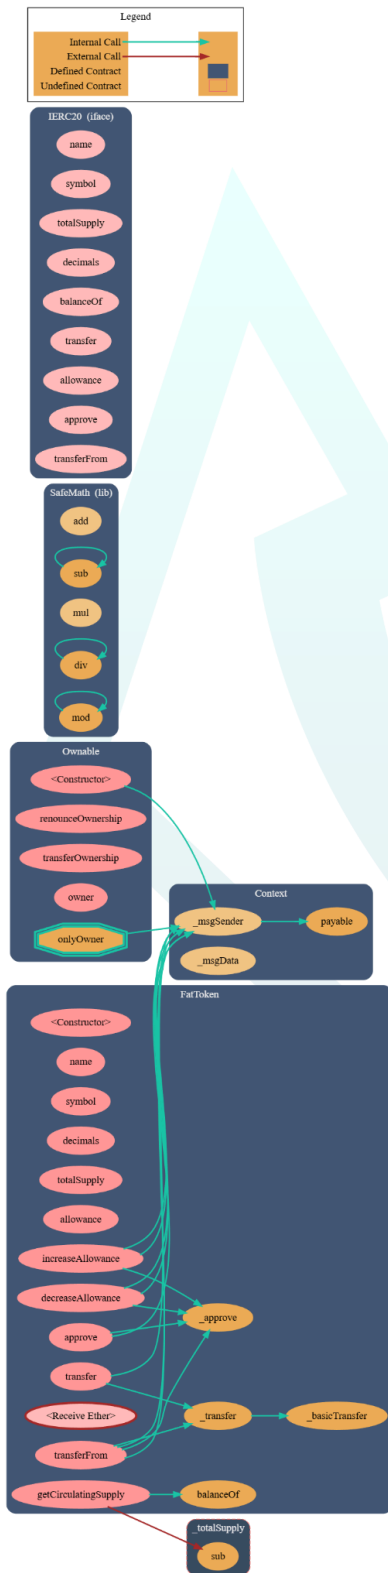 Legend
Internal Call
External Call
Defined Contract
Undefined Contract
IERC20 (iface)
name
symbol
totalSupply
decimals
balanceOf
transfer
allowance
approve
transferFrom
SafeMath (lib)
add
sub
mul
div
mod
Ownable
<Constructor>
renounceOwnership
transferOwnership
owner
onlyOwner
Context
_msgSender
payable
_msgData
FatToken
<Constructor>
name
symbol
decimals
totalSupply
allowance
increaseAllowance
decreaseAllowance
_approve
approve
transfer
<Receive Ether>
_transfer
_basicTransfer
transferFrom
getCirculatingSupply
balanceOf
_totalSupply
sub